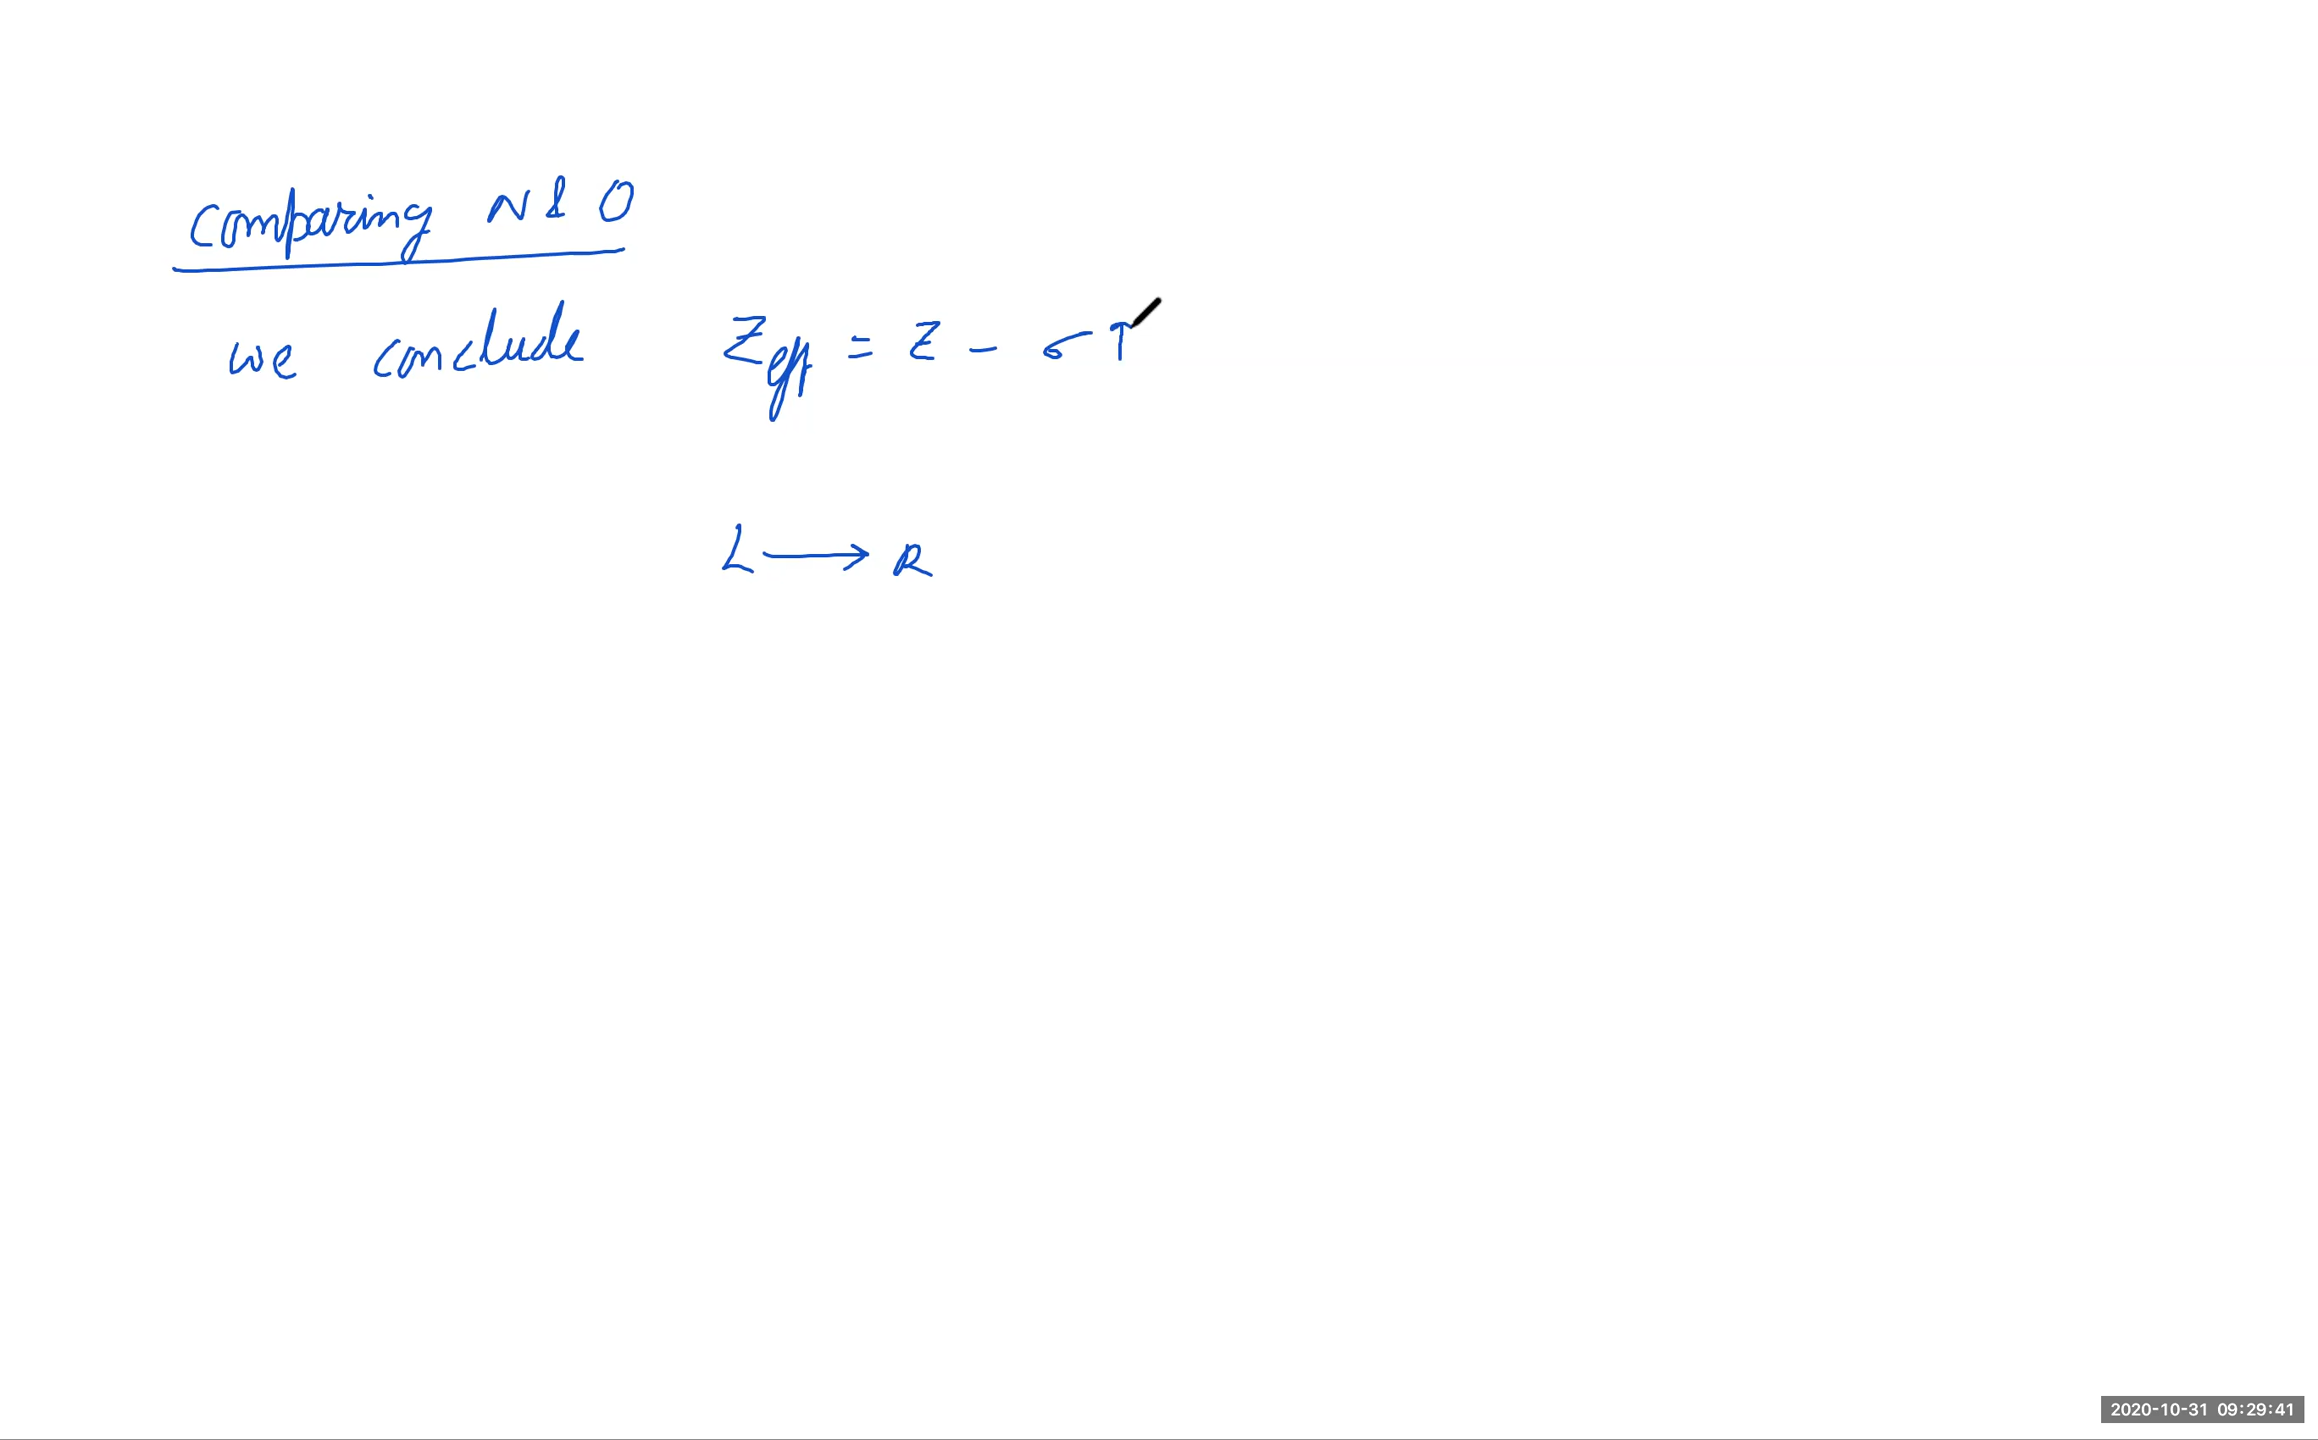 Comparing N & O
we conclude Zeff = Z - σ ↑
L → R
2020-10-31 09:29:41